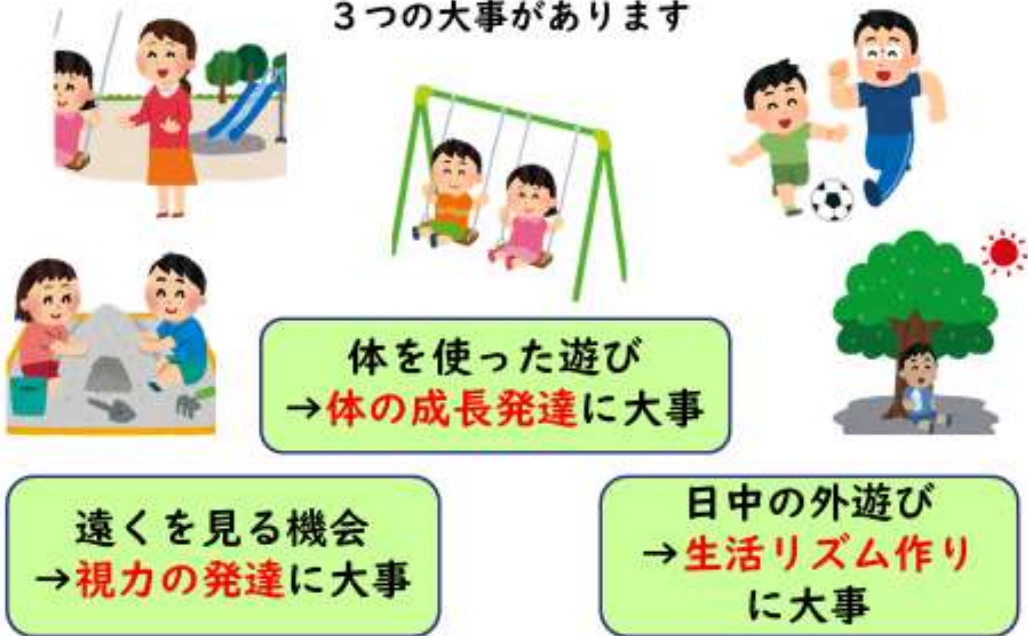 ３つの大事があります
体を使った遊び
→体の成長発達に大事
遠くを見る機会
→視力の発達に大事
日中の外遊び
→生活リズム作り
に大事